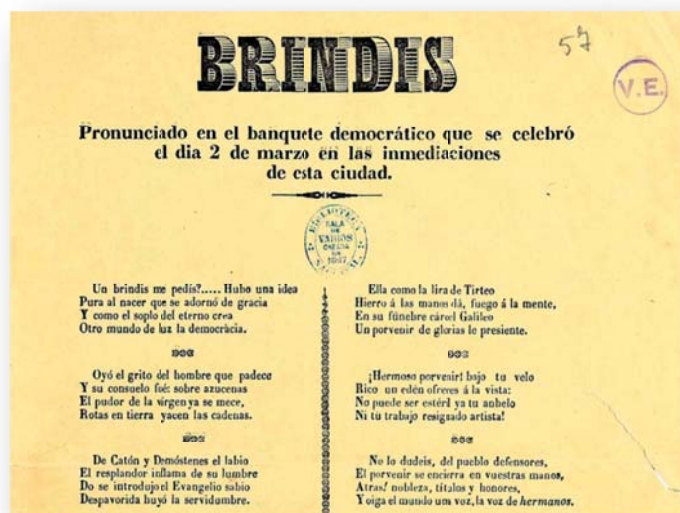 BRINDIS
57
V.E.
Pronunciado en el banquete democrático que se celebró
el dia 2 de marzo en las inmediaciones
de esta ciudad.
BIBLIOTECA
SALA
DE
VARIOS
NACIONAL
Un brindis me pedís?..... Hubo una idea
Pura al nacer que se adornó de gracia
Y como el soplo del eterno crea
Otro mundo de luz la democrácia.
Oyó el grito del hombre que padece
Y su consuelo fué: sobre azucenas
El pudor de la virgen ya se mece,
Rotas en tierra yacen las cadenas.
De Catón y Demóstenes el labio
El resplandor inflama de su lumbre
Do se introdujo el Evangelio sabio
Despavorida huyó la servidumbre.
Ella como la lira de Tirteo
Hierro á las manos dá, fuego á la mente,
En su fúnebre cárcel Galileo
Un porvenir de glorias le presiente.
¡Hermoso porvenir! bajo tu velo
Rico un edén ofreces á la vista:
No puede ser estéril ya tu anhelo
Ni tu trabajo resignado artista!
No lo dudeis, del pueblo defensores,
El porvenir se encierra en vuestras manos,
Atras! nobleza, títulos y honores,
Y oiga el mundo una voz, la voz de hermanos.